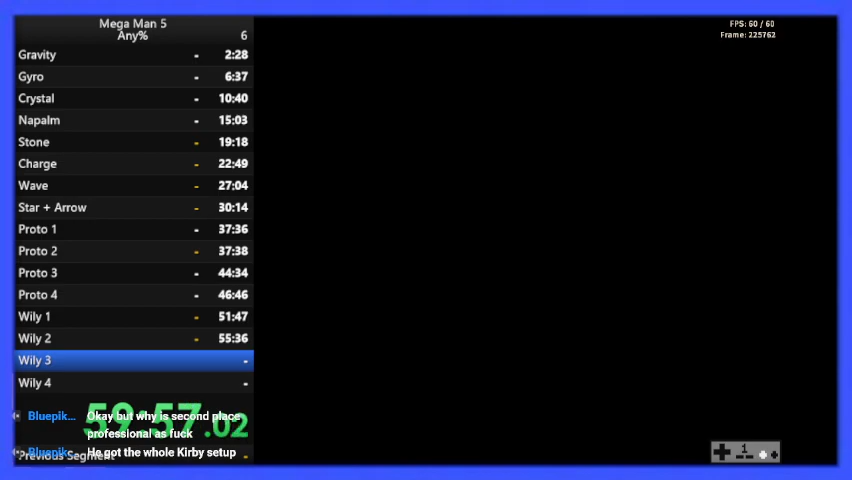 Mega Man 5
Any% 6
FPS: 60 / 60
Frame: 225762
Gravity - 2:28
Gyro - 6:37
Crystal - 10:40
Napalm - 15:03
Stone - 19:18
Charge - 22:49
Wave - 27:04
Star + Arrow - 30:14
Proto 1 - 37:36
Proto 2 - 37:38
Proto 3 - 44:34
Proto 4 - 46:46
Wily 1 - 51:47
Wily 2 - 55:36
Wily 3 -
Wily 4 -
59:57.02
Bluepik... Okay but why is second place
professional as fuck
Bluepik... He got the whole Kirby setup
Previous Segment -
1